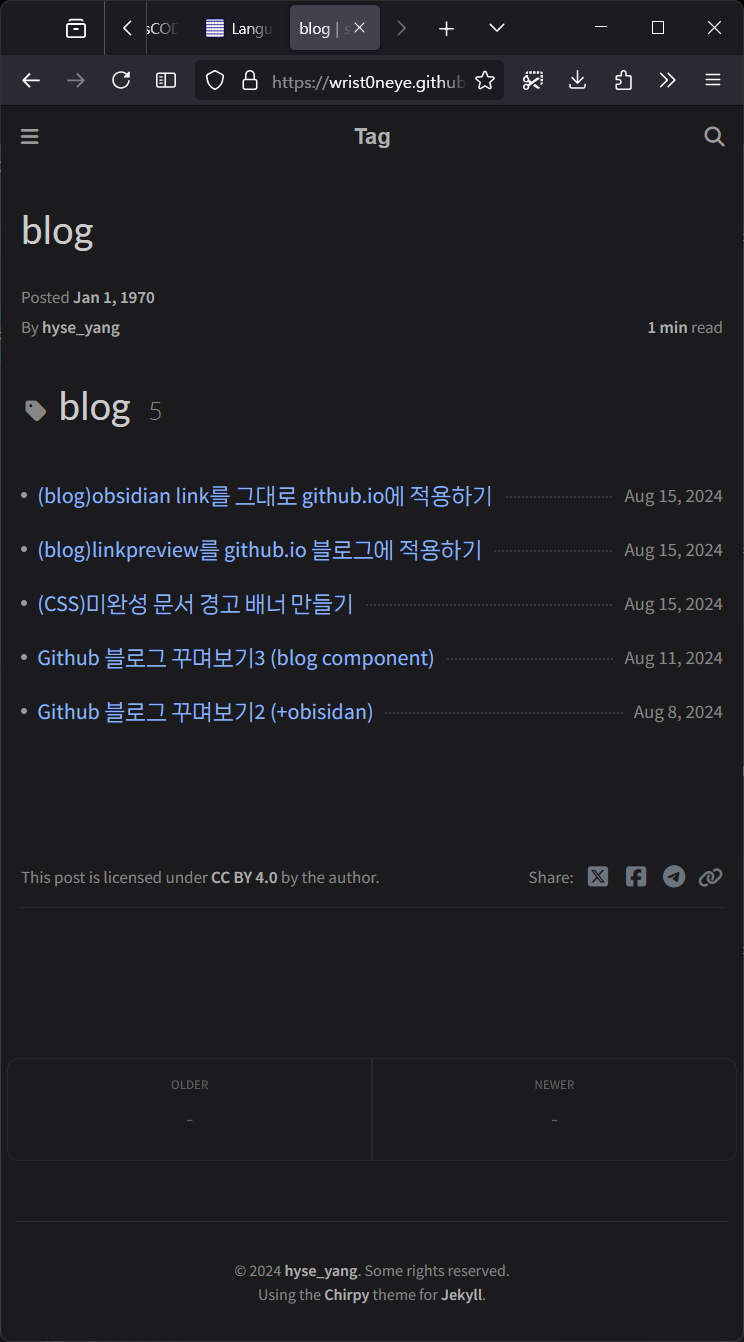 Langu
blog | s
https://wrist0neye.github
Tag
blog
Posted Jan 1, 1970
By hyse_yang
1 min read
blog 5
(blog)obsidian link를 그대로 github.io에 적용하기 Aug 15, 2024
(blog)linkpreview를 github.io 블로그에 적용하기 Aug 15, 2024
(CSS)미완성 문서 경고 배너 만들기 Aug 15, 2024
Github 블로그 꾸며보기3 (blog component) Aug 11, 2024
Github 블로그 꾸며보기2 (+obisidan) Aug 8, 2024
This post is licensed under CC BY 4.0 by the author.
Share:
OLDER
-
NEWER
-
© 2024 hyse_yang. Some rights reserved.
Using the Chirpy theme for Jekyll.